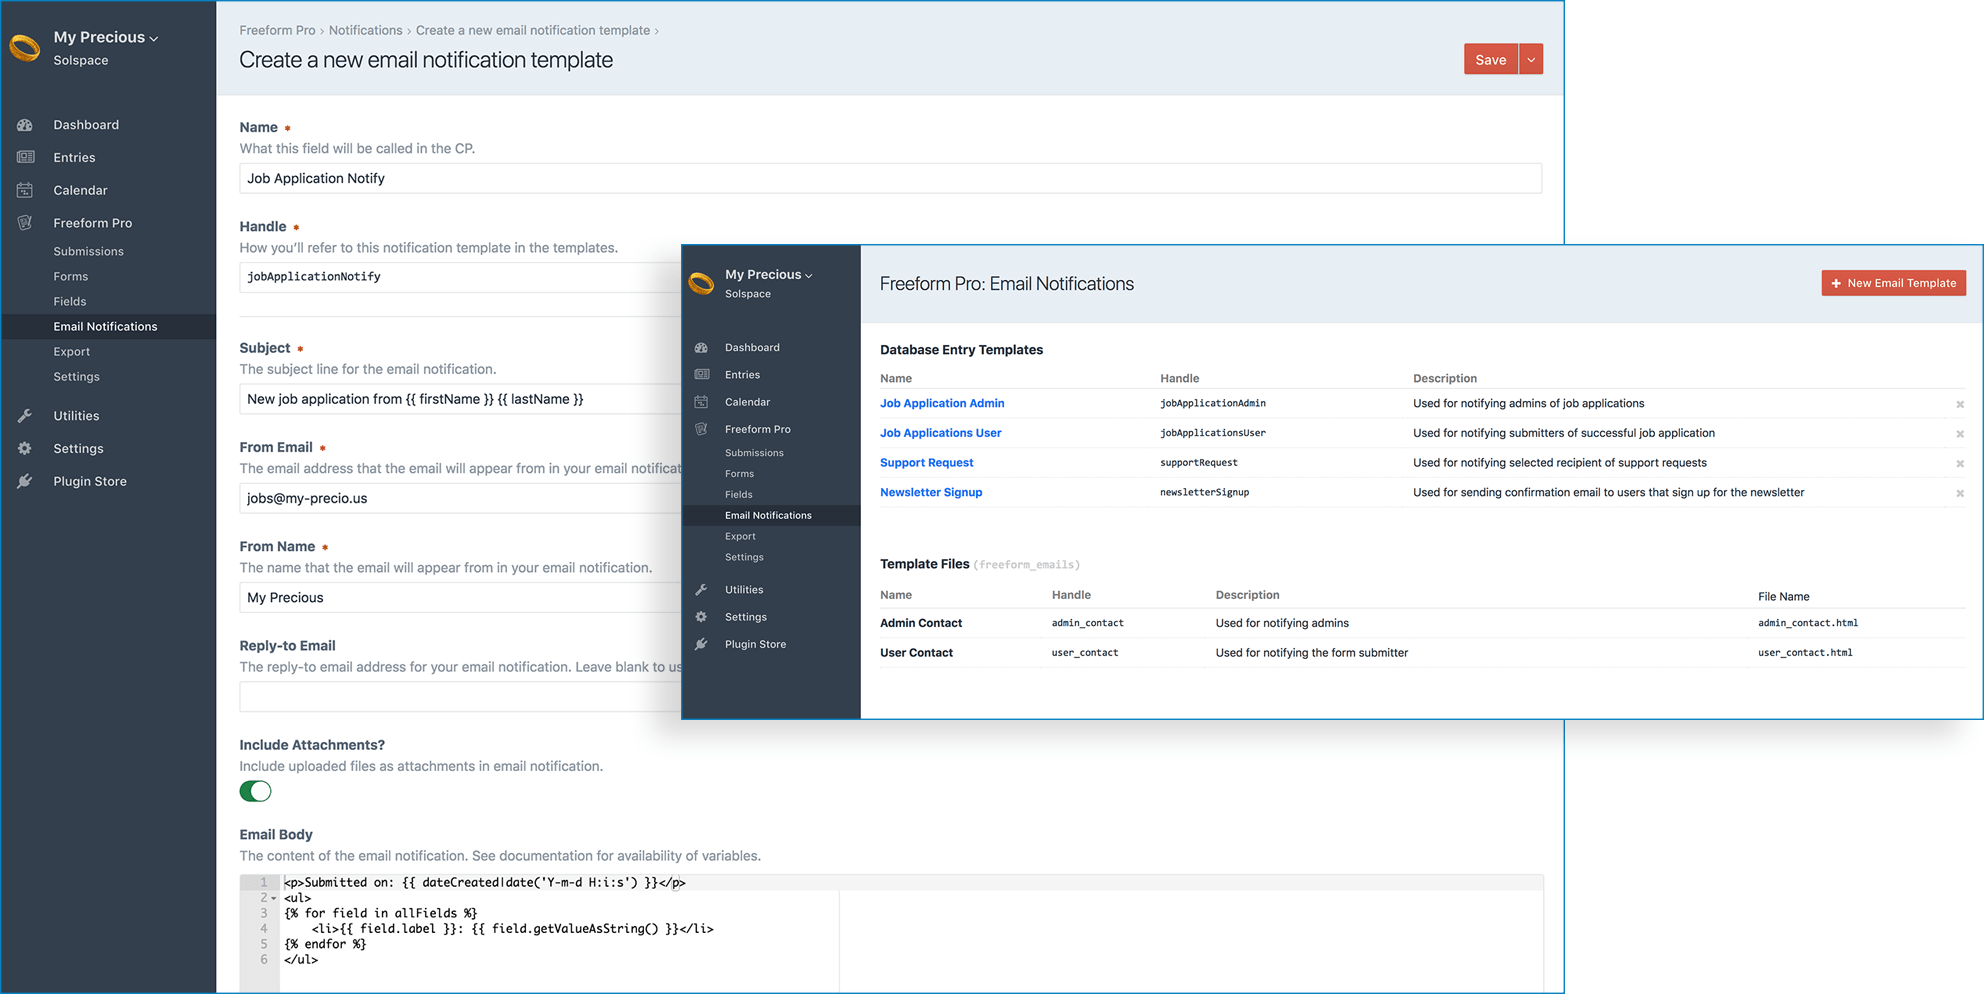 My Precious
Solspace
Dashboard
Entries
Calendar
Freeform Pro
Submissions
Forms
Fields
Email Notifications
Export
Settings
Utilities
Settings
Plugin Store
Freeform Pro › Notifications › Create a new email notification template ›
Create a new email notification template
Save
Name *
What this field will be called in the CP.
Job Application Notify
Handle *
How you'll refer to this notification template in the templates.
jobApplicationNotify
Subject *
The subject line for the email notification.
New job application from {{ firstName }} {{ lastName }}
From Email *
The email address that the email will appear from in your email notificat
jobs@my-precio.us
From Name *
The name that the email will appear from in your email notification.
My Precious
Reply-to Email
The reply-to email address for your email notification. Leave blank to us
Include Attachments?
Include uploaded files as attachments in email notification.
Email Body
The content of the email notification. See documentation for availability of variables.
1 <p>Submitted on: {{ dateCreated|date('Y-m-d H:i:s') }}</p>
2 <ul>
3 {% for field in allFields %}
4 <li>{{ field.label }}: {{ field.getValueAsString() }}</li>
5 {% endfor %}
6 </ul>
My Precious
Solspace
Dashboard
Entries
Calendar
Freeform Pro
Submissions
Forms
Fields
Email Notifications
Export
Settings
Utilities
Settings
Plugin Store
Freeform Pro: Email Notifications
+ New Email Template
Database Entry Templates
Name Handle Description
Job Application Admin jobApplicationAdmin Used for notifying admins of job applications
Job Applications User jobApplicationsUser Used for notifying submitters of successful job application
Support Request supportRequest Used for notifying selected recipient of support requests
Newsletter Signup newsletterSignup Used for sending confirmation email to users that sign up for the newsletter
Template Files (freeform_emails)
Name Handle Description File Name
Admin Contact admin_contact Used for notifying admins admin_contact.html
User Contact user_contact Used for notifying the form submitter user_contact.html